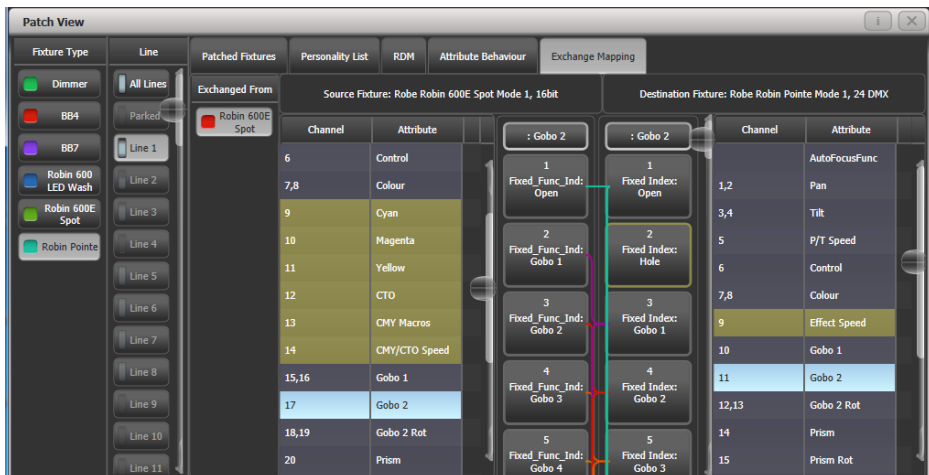 Patch View
i
X
Fixture Type
Dimmer
BB4
BB7
Robin 600
LED Wash
Robin 600E
Spot
Robin Pointe
Line
All Lines
Parked
Line 1
Line 2
Line 3
Line 4
Line 5
Line 6
Line 7
Line 8
Line 9
Line 10
Line 11
Patched Fixtures
Personality List
RDM
Attribute Behaviour
Exchange Mapping
Exchanged From
Robin 600E
Spot
Source Fixture: Robe Robin 600E Spot Mode 1, 16bit
Destination Fixture: Robe Robin Pointe Mode 1, 24 DMX
Channel Attribute
6 Control
7,8 Colour
9 Cyan
10 Magenta
11 Yellow
12 CTO
13 CMY Macros
14 CMY/CTO Speed
15,16 Gobo 1
17 Gobo 2
18,19 Gobo 2 Rot
20 Prism
: Gobo 2
1
Fixed_Func_Ind:
Open
2
Fixed_Func_Ind:
Gobo 1
3
Fixed_Func_Ind:
Gobo 2
4
Fixed_Func_Ind:
Gobo 3
5
Fixed_Func_Ind:
Gobo 4
: Gobo 2
1
Fixed Index:
Open
2
Fixed Index:
Hole
3
Fixed Index:
Gobo 1
4
Fixed Index:
Gobo 2
5
Fixed Index:
Gobo 3
Channel Attribute
AutoFocusFunc
1,2 Pan
3,4 Tilt
5 P/T Speed
6 Control
7,8 Colour
9 Effect Speed
10 Gobo 1
11 Gobo 2
12,13 Gobo 2 Rot
14 Prism
15 Prism Rot